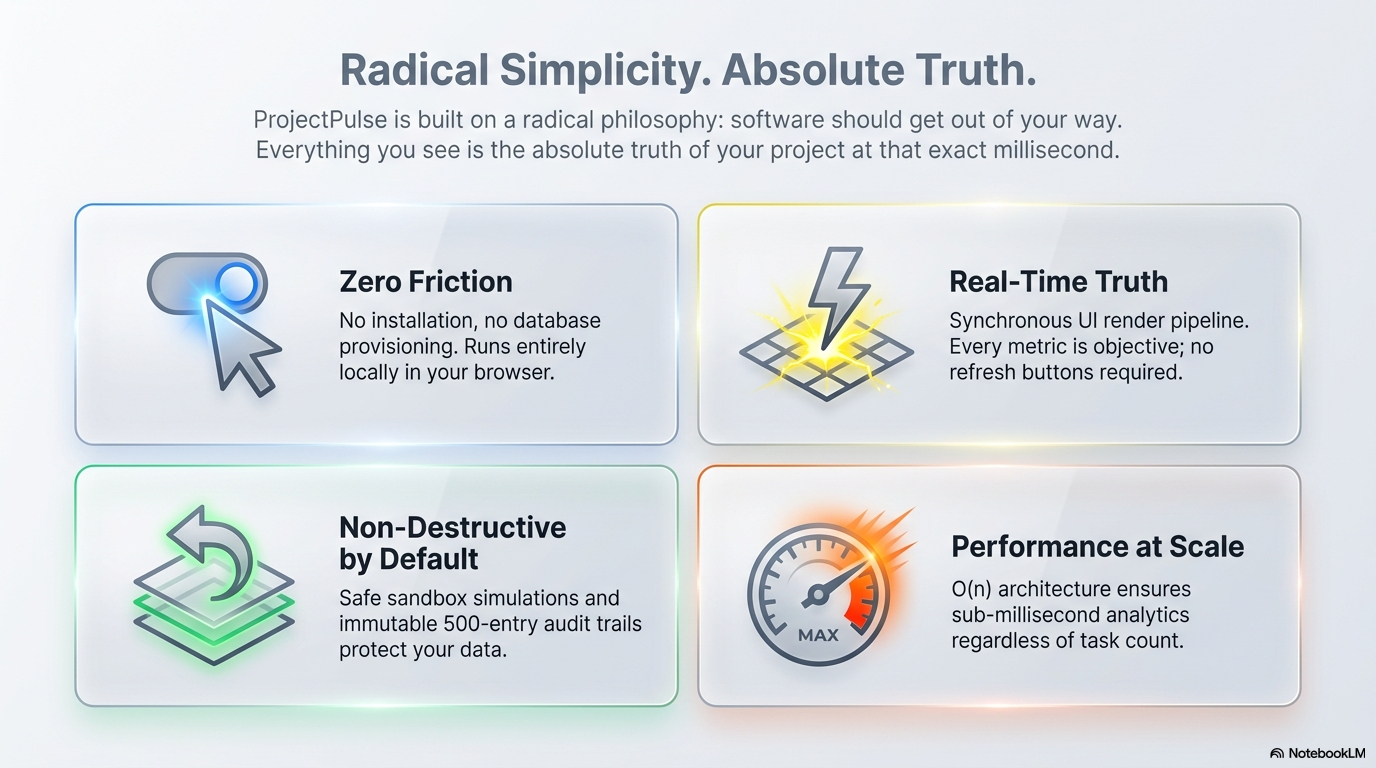 Radical Simplicity. Absolute Truth.
ProjectPulse is built on a radical philosophy: software should get out of your way.
Everything you see is the absolute truth of your project at that exact millisecond.
Zero Friction
No installation, no database
provisioning. Runs entirely
locally in your browser.
Real-Time Truth
Synchronous UI render pipeline.
Every metric is objective; no
refresh buttons required.
Non-Destructive
by Default
Safe sandbox simulations and
immutable 500-entry audit trails
protect your data.
MAX
Performance at Scale
O(n) architecture ensures
sub-millisecond analytics
regardless of task count.
NotebookLM